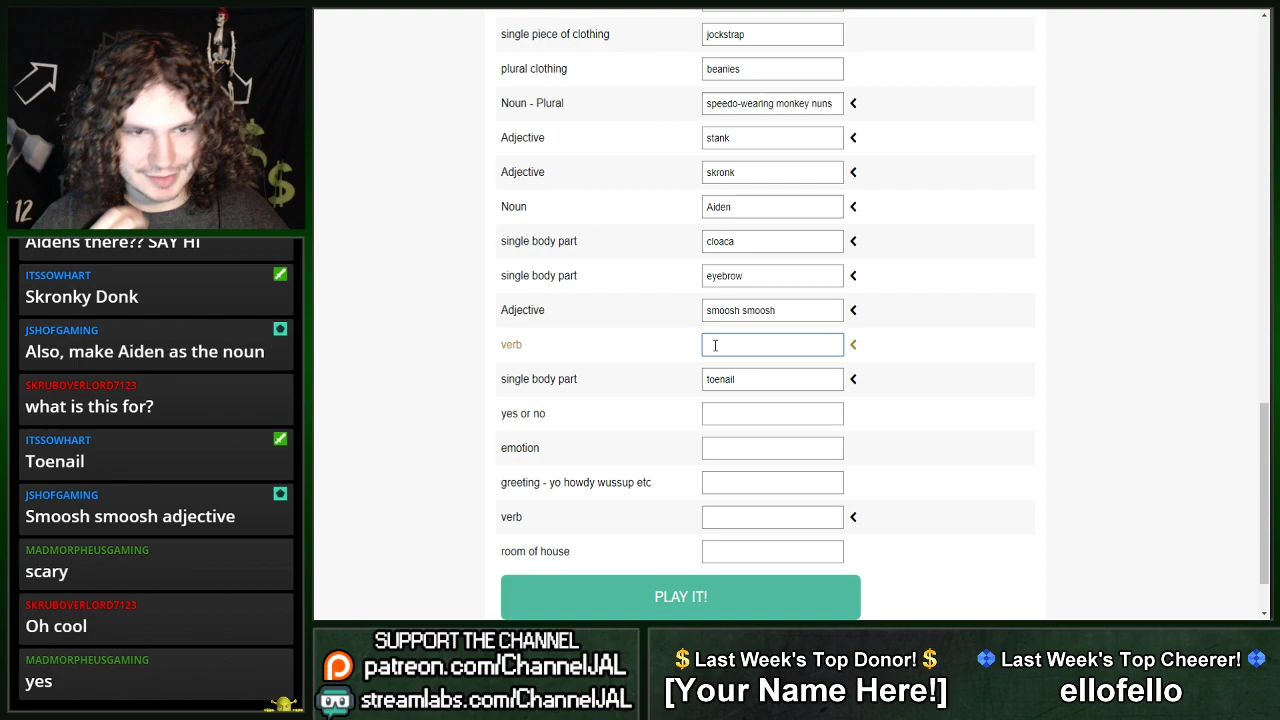 12
$
Aidens there?? SAY HI
ITSSOWHART
Skronky Donk
JSHOFGAMING
Also, make Aiden as the noun
SKRUBOVERLORD7123
what is this for?
ITSSOWHART
Toenail
JSHOFGAMING
Smoosh smoosh adjective
MADMORPHEUSGAMING
scary
SKRUBOVERLORD7123
Oh cool
MADMORPHEUSGAMING
yes
single piece of clothing jockstrap
plural clothing beanies
Noun - Plural speedo-wearing monkey nuns
Adjective stank
Adjective skronk
Noun Aiden
single body part cloaca
single body part eyebrow
Adjective smoosh smoosh
verb
single body part toenail
yes or no
emotion
greeting - yo howdy wussup etc
verb
room of house
PLAY IT!
SUPPORT THE CHANNEL
patreon.com/ChannelJAL
streamlabs.com/ChannelJAL
$ Last Week's Top Donor! $
[Your Name Here!]
Last Week's Top Cheerer!
ellofello